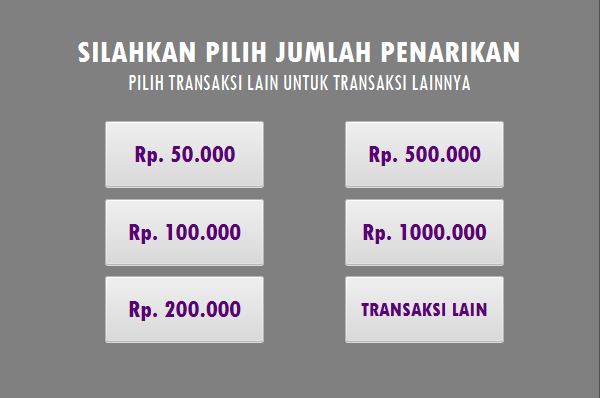 SILAHKAN PILIH JUMLAH PENARIKAN
PILIH TRANSAKSI LAIN UNTUK TRANSAKSI LAINNYA
Rp. 50.000
Rp. 500.000
Rp. 100.000
Rp. 1000.000
Rp. 200.000
TRANSAKSI LAIN